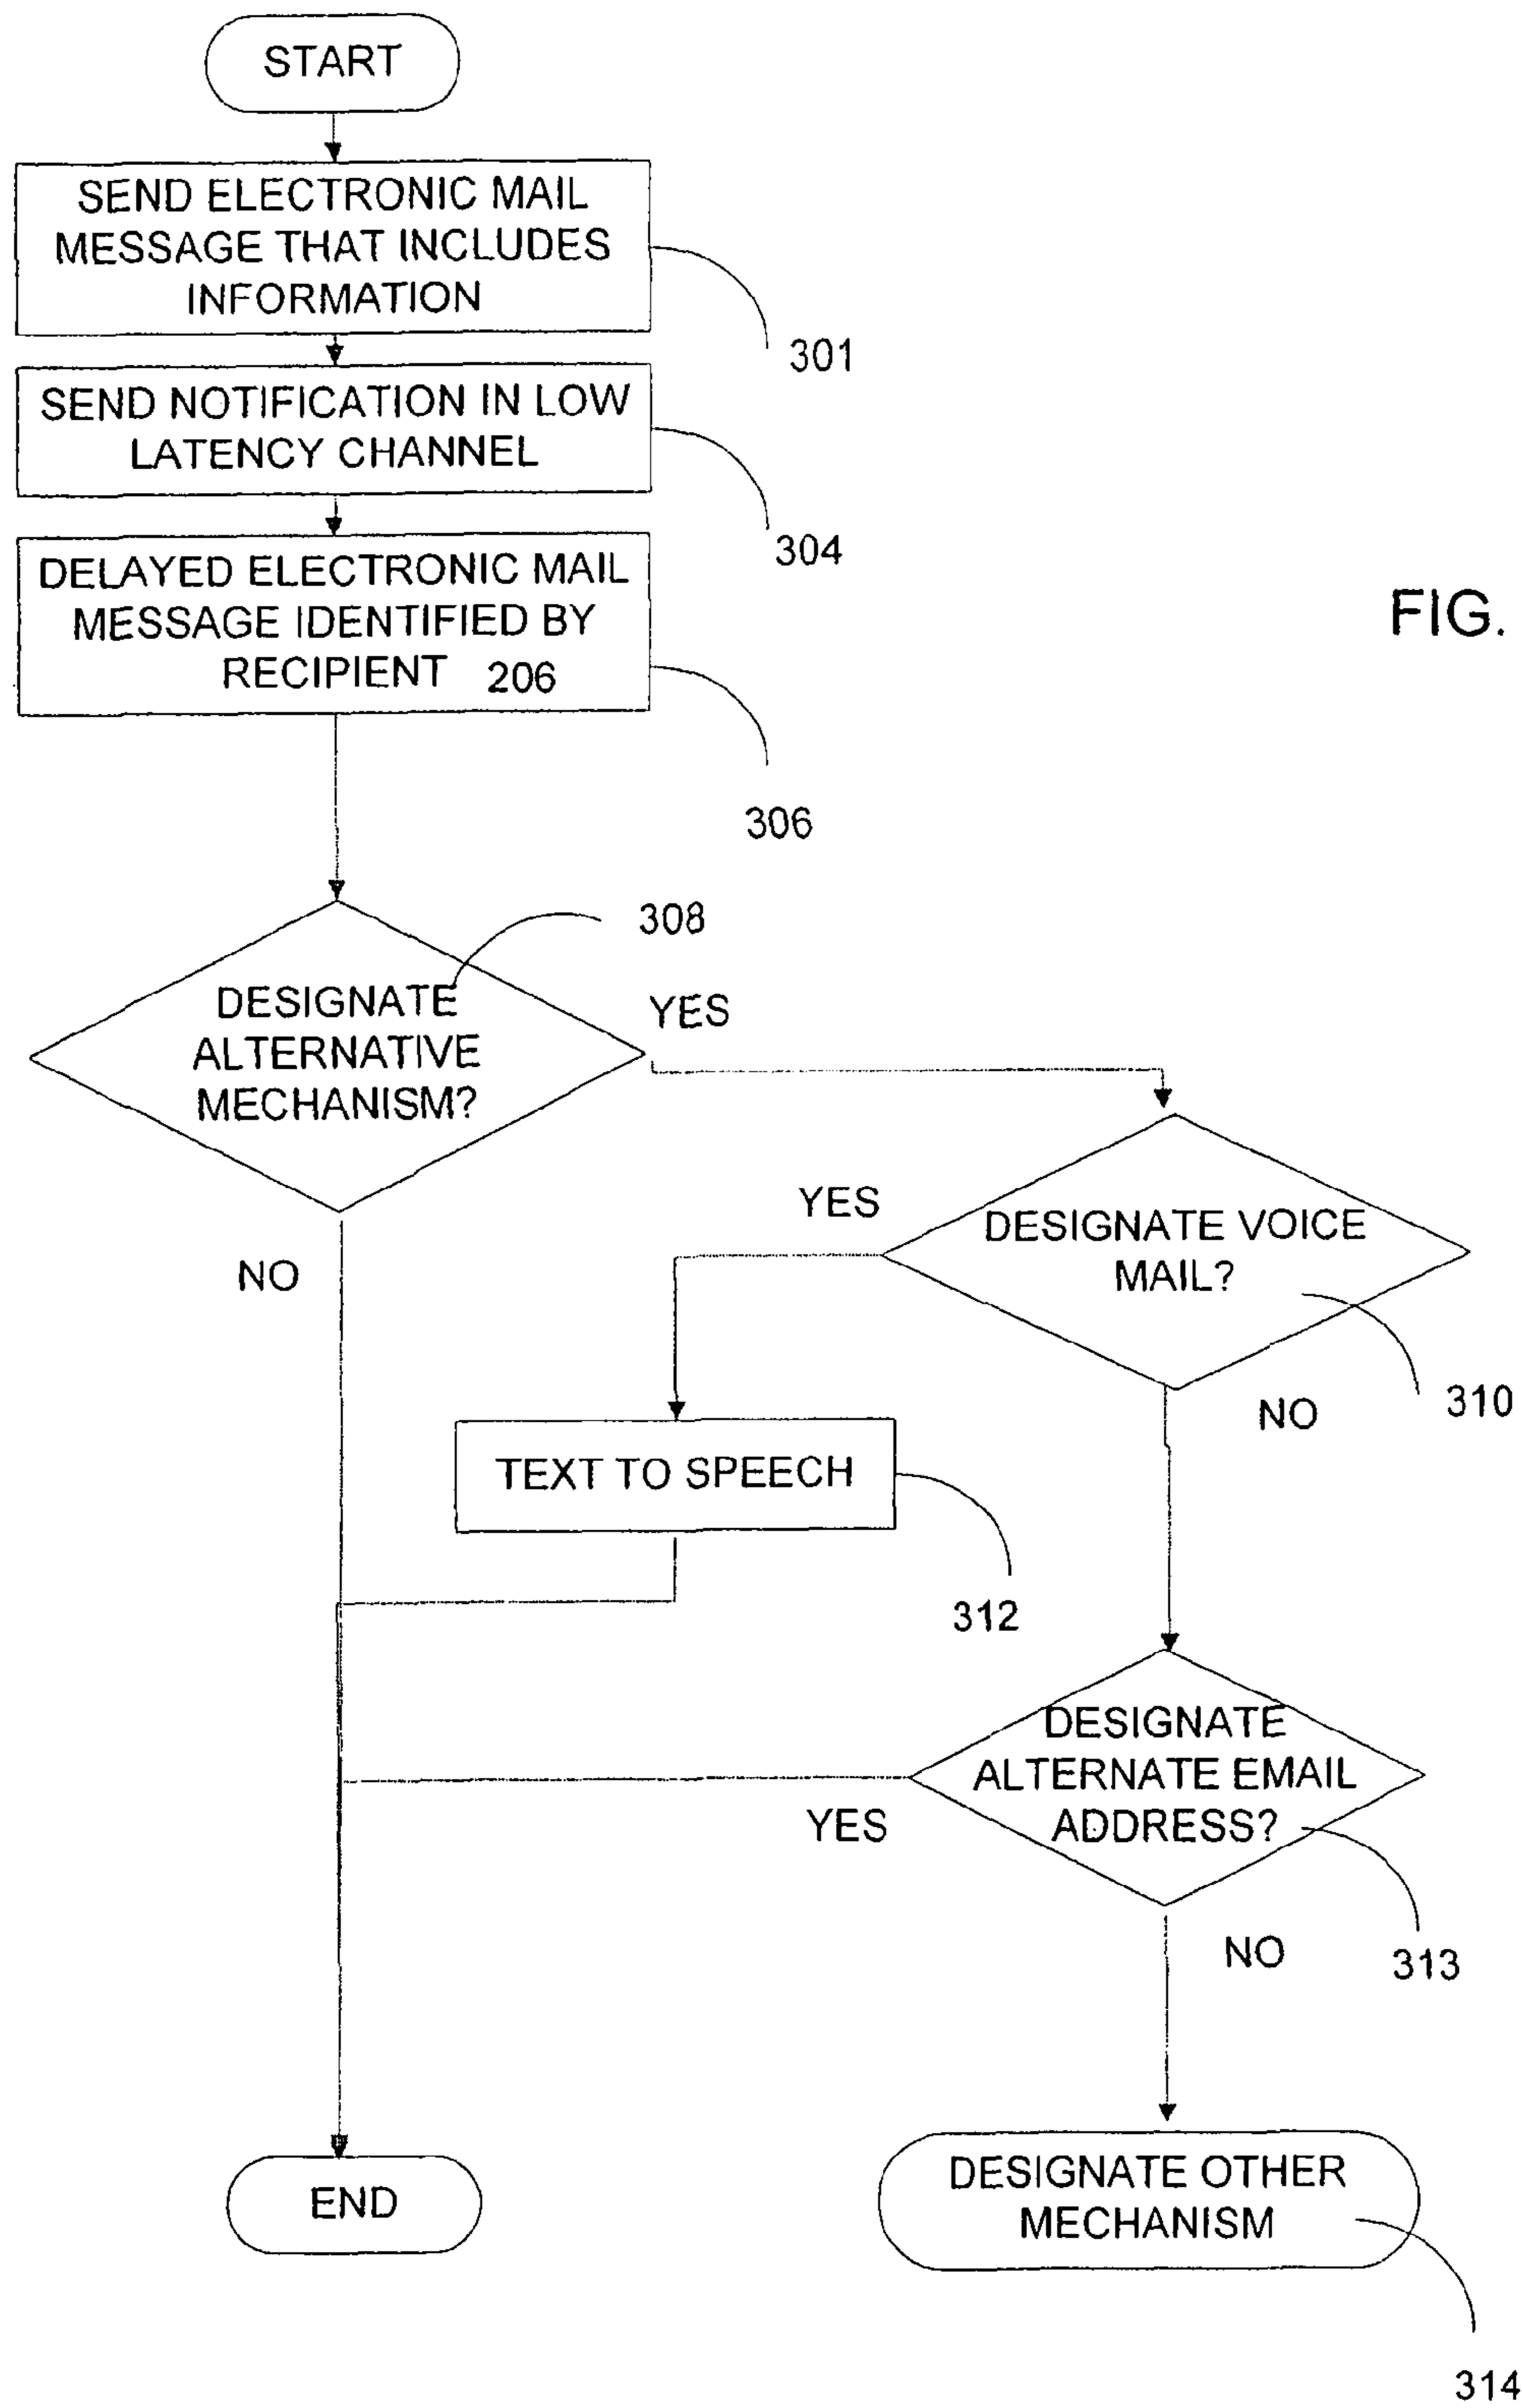 START
SEND ELECTRONIC MAIL
MESSAGE THAT INCLUDES
INFORMATION
301
SEND NOTIFICATION IN LOW
LATENCY CHANNEL
304
DELAYED ELECTRONIC MAIL
MESSAGE IDENTIFIED BY
RECIPIENT 206
FIG.
306
308
DESIGNATE
ALTERNATIVE
MECHANISM?
YES
NO
YES
DESIGNATE VOICE
MAIL?
310
NO
TEXT TO SPEECH
312
DESIGNATE
ALTERNATE EMAIL
ADDRESS?
YES
313
NO
END
DESIGNATE OTHER
MECHANISM
314